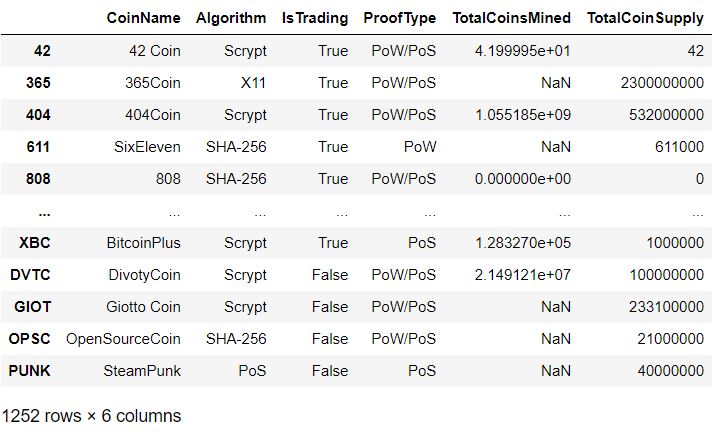 CoinName Algorithm IsTrading ProofType TotalCoinsMined TotalCoinSupply
42 42 Coin Scrypt True PoW/PoS 4.199995e+01 42
365 365Coin X11 True PoW/PoS NaN 2300000000
404 404Coin Scrypt True PoW/PoS 1.055185e+09 532000000
611 SixEleven SHA-256 True PoW NaN 611000
808 808 SHA-256 True PoW/PoS 0.000000e+00 0
... ... ... ... ... ... ...
XBC BitcoinPlus Scrypt True PoS 1.283270e+05 1000000
DVTC DivotyCoin Scrypt False PoW/PoS 2.149121e+07 100000000
GIOT Giotto Coin Scrypt False PoW/PoS NaN 233100000
OPSC OpenSourceCoin SHA-256 False PoW/PoS NaN 21000000
PUNK SteamPunk PoS False PoS NaN 40000000
1252 rows × 6 columns